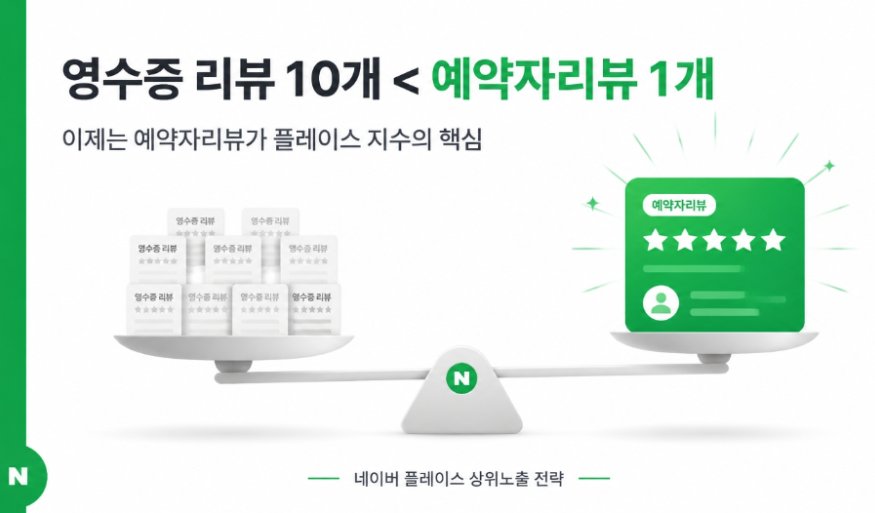 영수증 리뷰 10개 < 예약자리뷰 1개
이제는 예약자리뷰가 플레이스 지수의 핵심
예약자리뷰
영수증 리뷰
영수증 리뷰
영수증 리뷰
영수증 리뷰
영수증 리뷰
영수증 리뷰
영수증 리뷰
영수증 리뷰
영수증 리뷰
N
N
네이버 플레이스 상위노출 전략